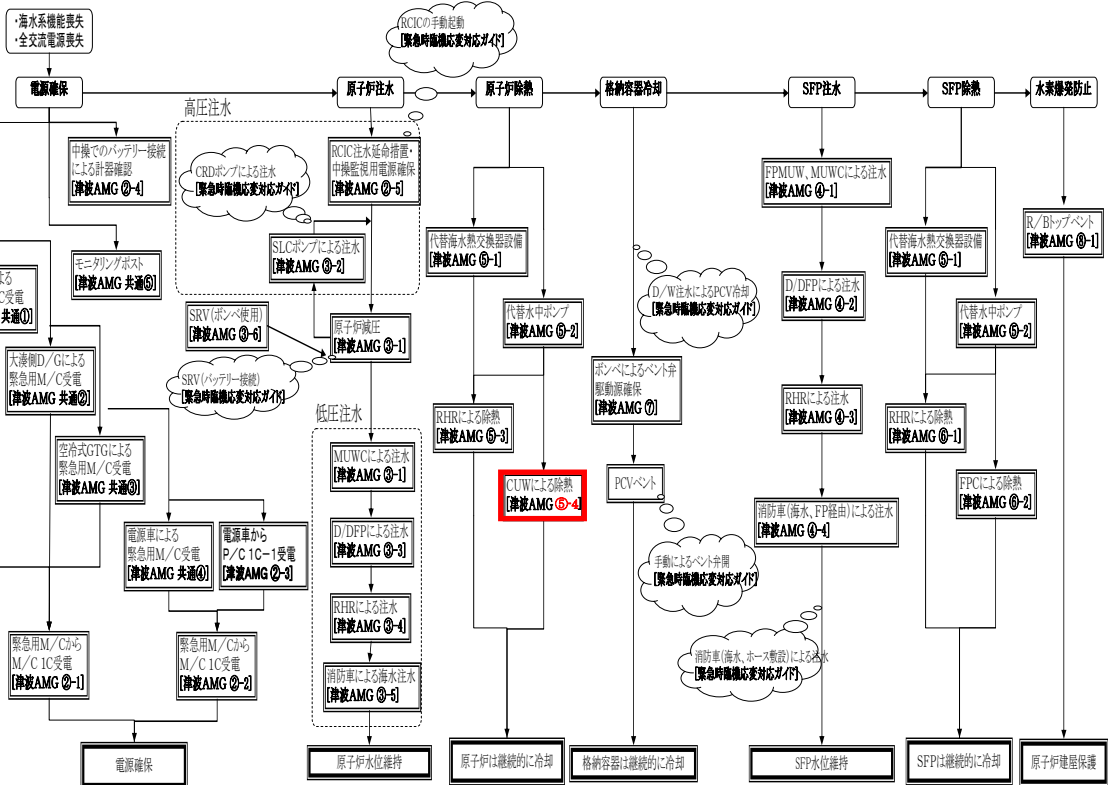 ・海水系機能喪失
・全交流電源喪失
RCICの手動起動
[緊急時臨機応変対応ガイド]
電源確保
原子炉注水
原子炉除熱
格納容器冷却
SFP注水
SFP除熱
水素爆発防止
高圧注水
中操でのバッテリー接続
による計器確認
[津波AMG ②-4]
CRDポンプによる注水
[緊急時臨機応変対応ガイド]
RCIC注水延命措置・
中操監視用電源確保
[津波AMG ②-5]
SLCポンプによる注水
[津波AMG ③-2]
モニタリングポスト
[津波AMG 共通⑤]
よる
C受電
共通①]
SRV(ボンベ使用)
[津波AMG ③-6]
原子炉減圧
[津波AMG ③-1]
SRV(バッテリー接続)
[緊急時臨機応変対応ガイド]
大湊側D/Gによる
緊急用M/C受電
[津波AMG 共通②]
空冷式GTGによる
緊急用M/C受電
[津波AMG 共通③]
電源車による
緊急用M/C受電
[津波AMG 共通④]
電源車から
P/C 1C-1受電
[津波AMG ②-3]
緊急用M/Cから
M/C 1C受電
[津波AMG ②-1]
緊急用M/Cから
M/C 1C受電
[津波AMG ②-2]
電源確保
低圧注水
MUWCによる注水
[津波AMG ③-1]
D/DFPによる注水
[津波AMG ③-3]
RHRによる注水
[津波AMG ③-4]
消防車による海水注水
[津波AMG ③-5]
原子炉水位維持
代替海水熱交換器設備
[津波AMG ⑤-1]
代替水中ポンプ
[津波AMG ⑤-2]
RHRによる除熱
[津波AMG ⑤-3]
CUWによる除熱
[津波AMG ⑤-4]
原子炉は継続的に冷却
D/W注水によるPCV冷却
[緊急時臨機応変対応ガイド]
ボンベによるベント弁
駆動源確保
[津波AMG ⑦]
PCVベント
手動によるベント弁開
[緊急時臨機応変対応ガイド]
格納容器は継続的に冷却
FPMUW、MUWCによる注水
[津波AMG ④-1]
D/DFPによる注水
[津波AMG ④-2]
RHRによる注水
[津波AMG ④-3]
消防車(海水、FP経由)による注水
[津波AMG ④-4]
消防車(海水、ホース敷設)による注水
[緊急時臨機応変対応ガイド]
SFP水位維持
代替海水熱交換器設備
[津波AMG ⑤-1]
代替水中ポンプ
[津波AMG ⑤-2]
RHRによる除熱
[津波AMG ⑥-1]
FPCによる除熱
[津波AMG ⑥-2]
SFPは継続的に冷却
R/Bトップベント
[津波AMG ⑧-1]
原子炉建屋保護